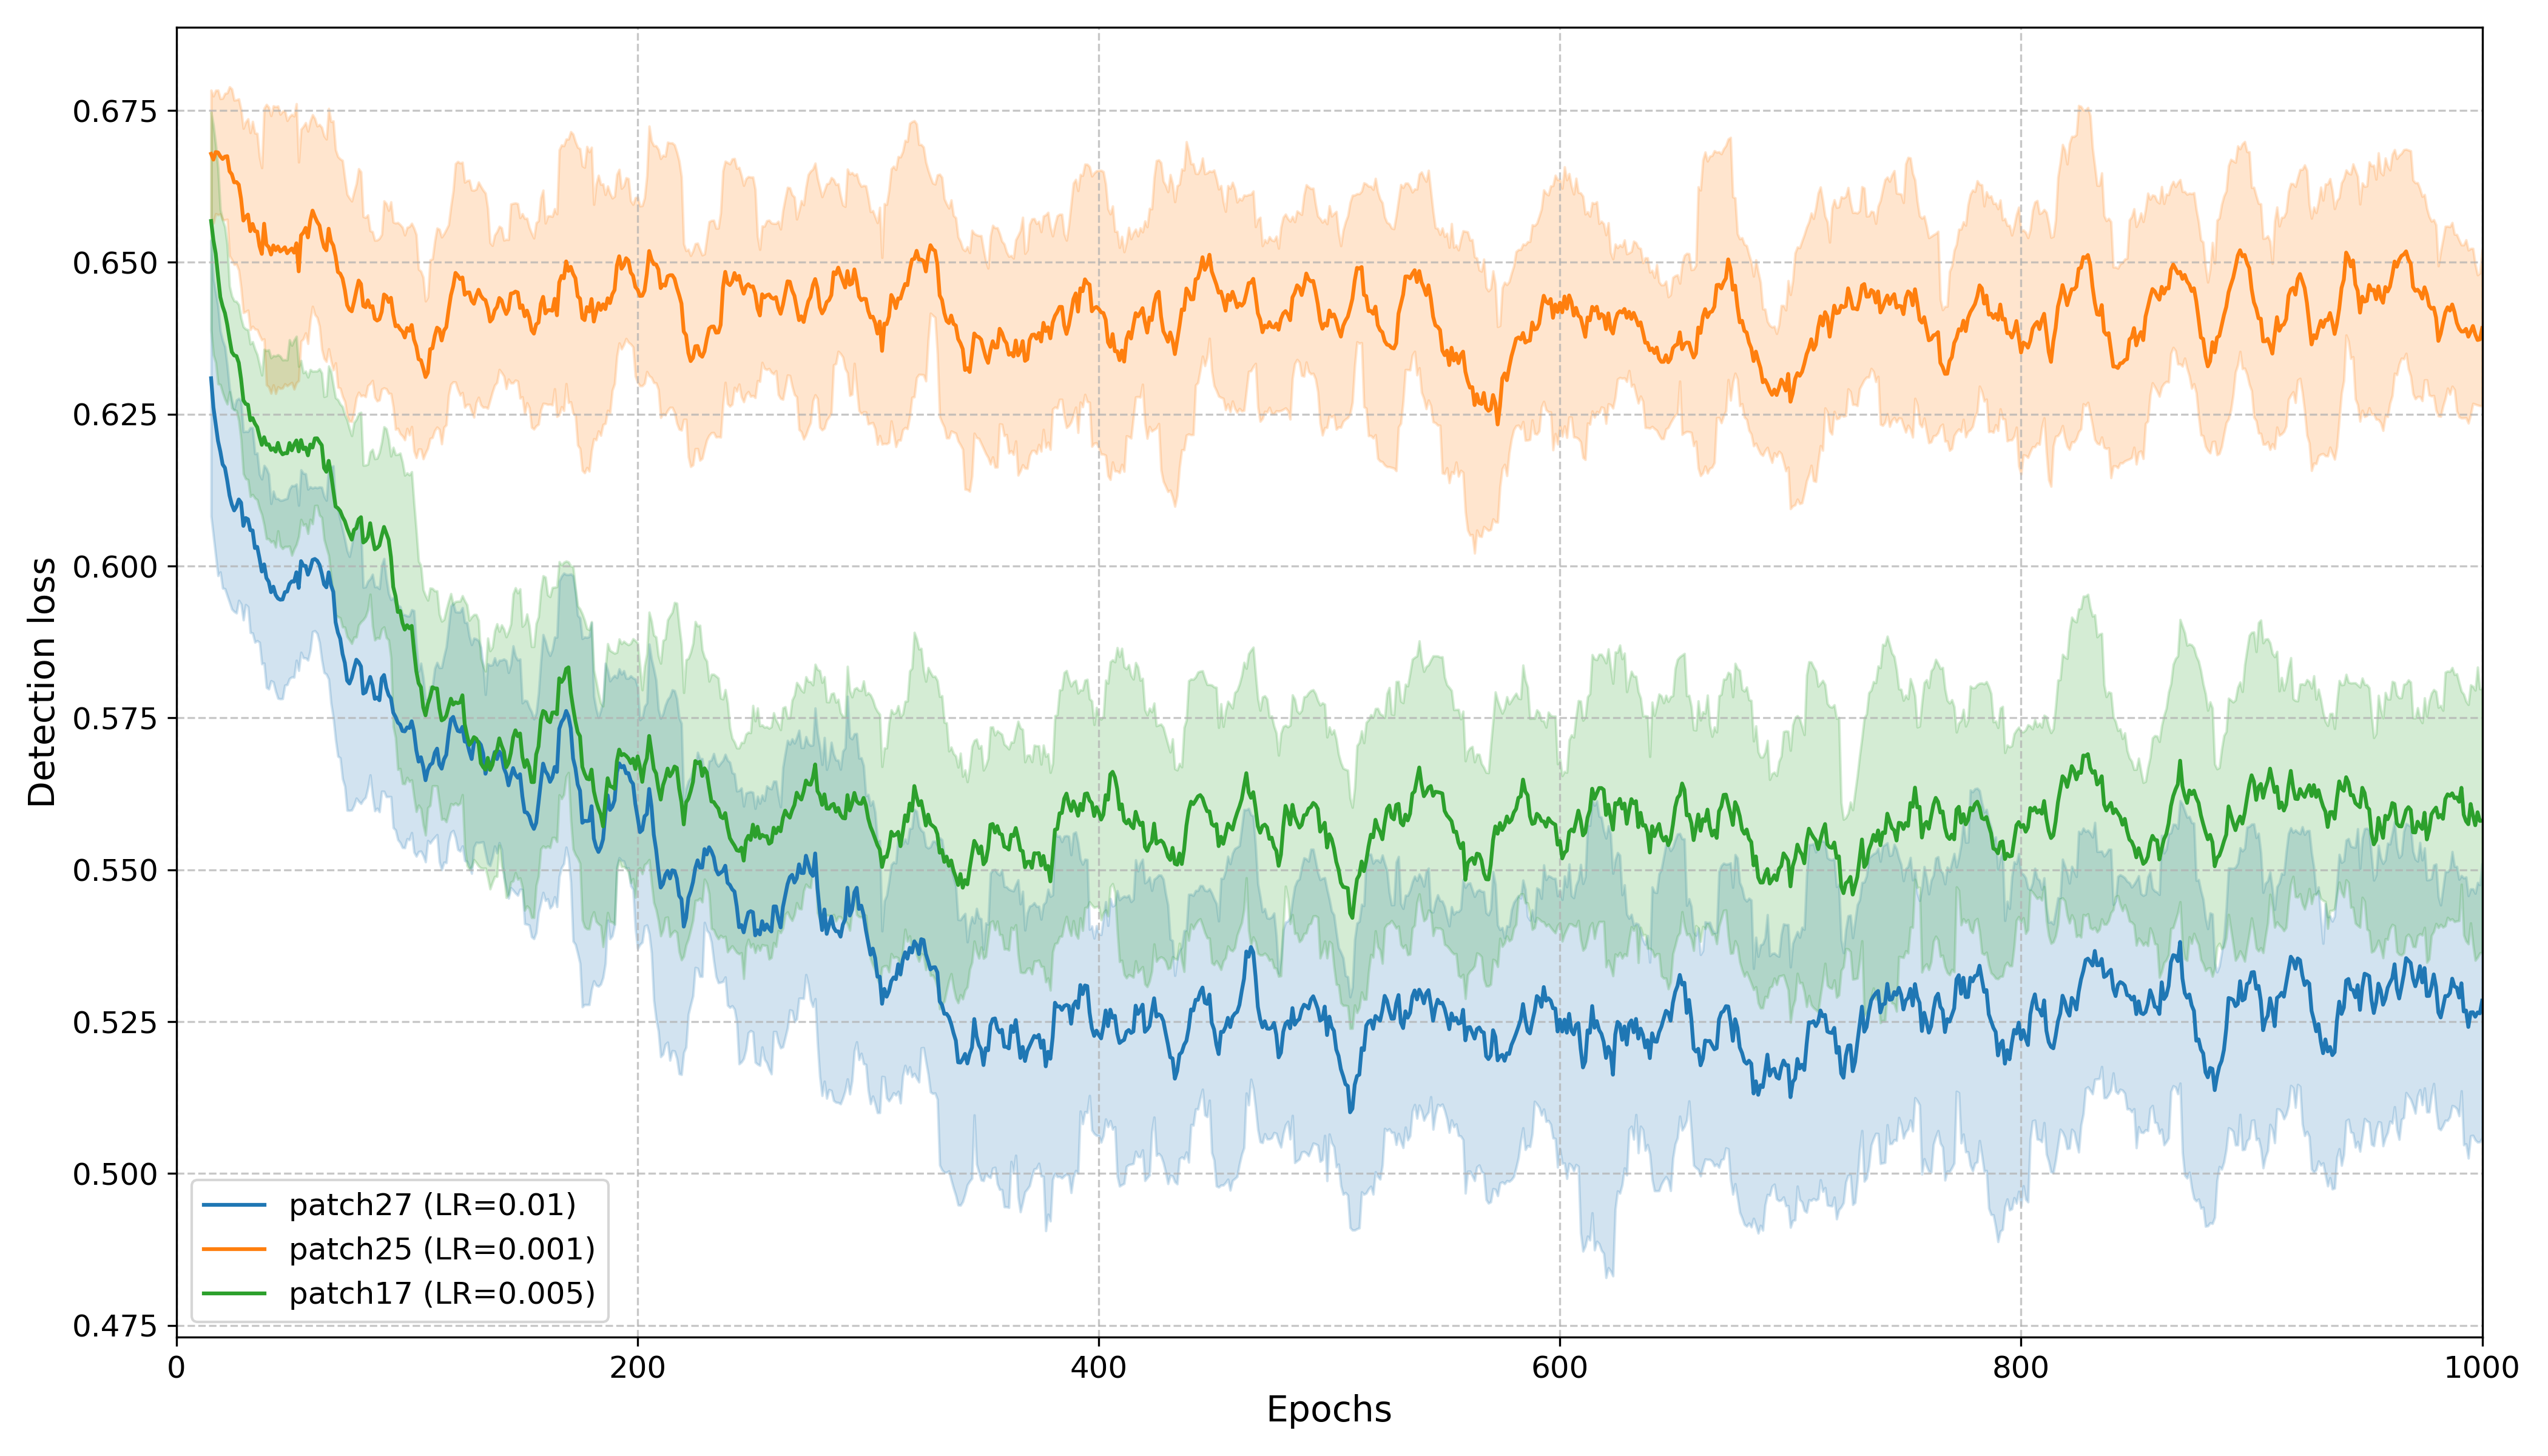 0.675
0.650
0.625
0.600
0.575
0.550
0.525
0.500
0.475
Detection loss
patch27 (LR=0.01)
patch25 (LR=0.001)
patch17 (LR=0.005)
0 200 400 600 800 1000
Epochs